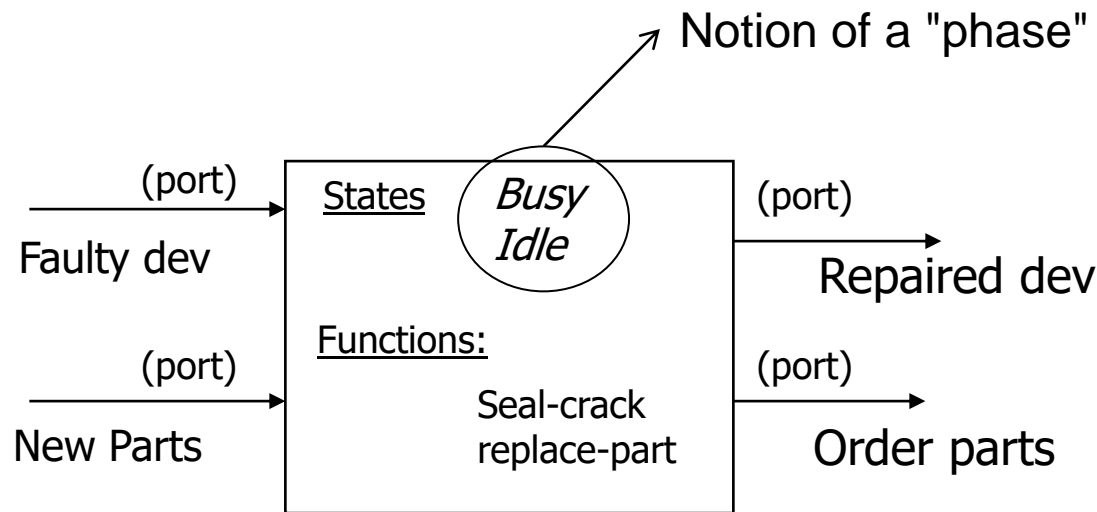 Notion of a "phase"
(port)
States
Busy
Idle
(port)
Faulty dev
Repaired dev
Functions:
(port)
(port)
Seal-crack
replace-part
New Parts
Order parts